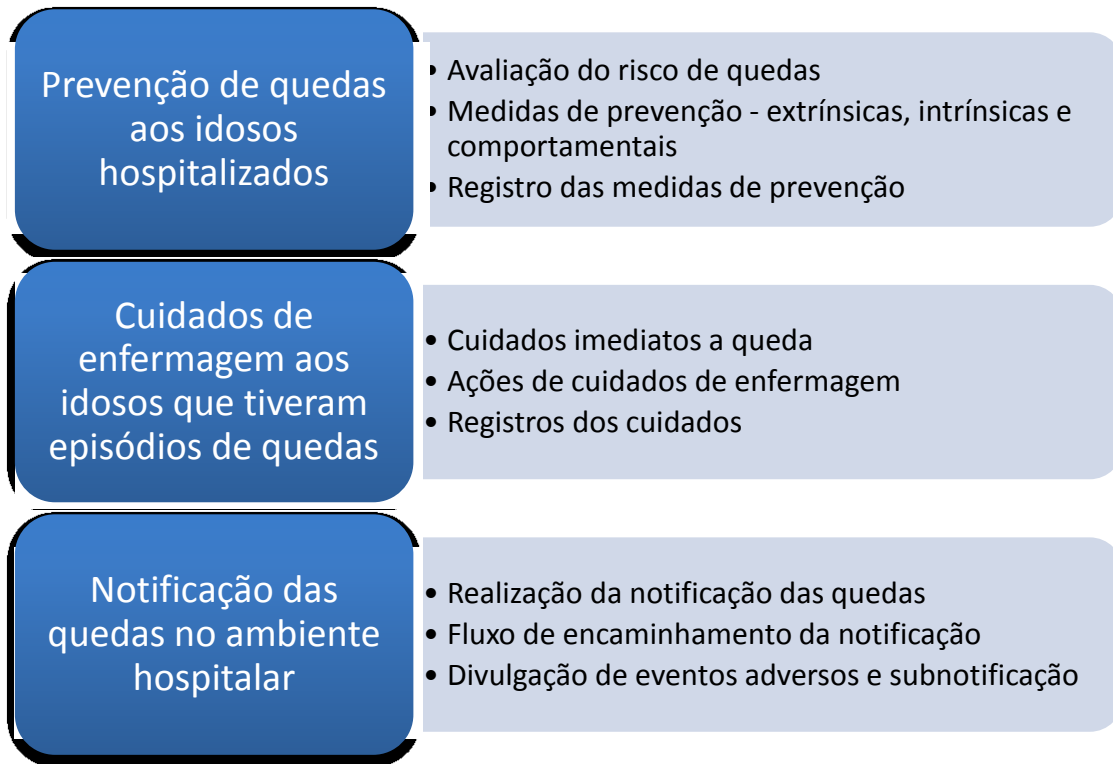 Prevenção de quedas
aos idosos
hospitalizados
• Avaliação do risco de quedas
• Medidas de prevenção - extrínsicas, intrínsicas e
comportamentais
• Registro das medidas de prevenção
Cuidados de
enfermagem aos
idosos que tiveram
episódios de quedas
• Cuidados imediatos a queda
• Ações de cuidados de enfermagem
• Registros dos cuidados
Notificação das
quedas no ambiente
hospitalar
• Realização da notificação das quedas
• Fluxo de encaminhamento da notificação
• Divulgação de eventos adversos e subnotificação